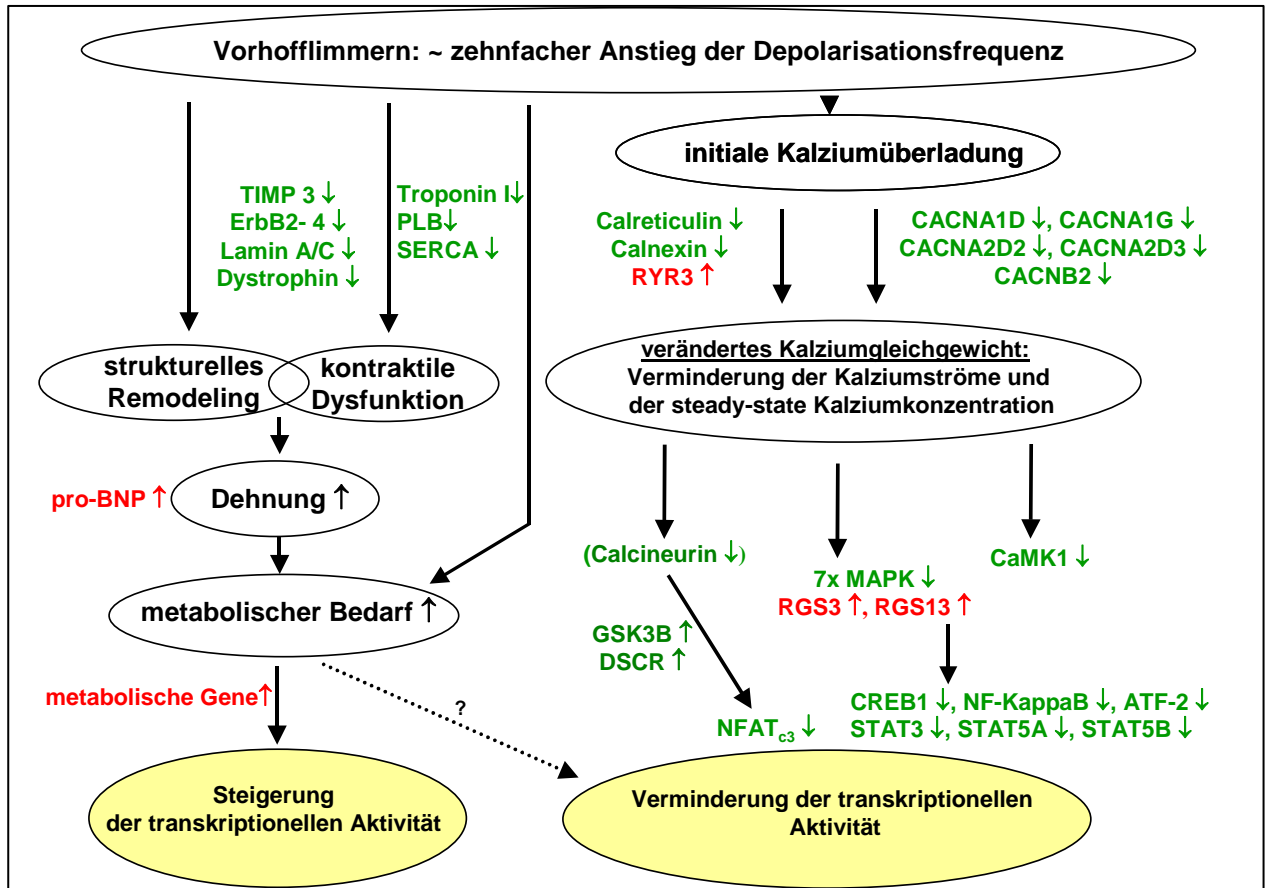 Vorhofflimmern: ~ zehnfacher Anstieg der Depolarisationsfrequenz
initiale Kalziumüberladung
TIMP 3 ↓
ErbB2- 4 ↓
Lamin A/C ↓
Dystrophin ↓
Troponin I↓
PLB↓
SERCA ↓
Calreticulin ↓
Calnexin ↓
RYR3 ↑
CACNA1D ↓, CACNA1G ↓
CACNA2D2 ↓, CACNA2D3 ↓
CACNB2 ↓
strukturelles
Remodeling
kontraktile
Dysfunktion
verändertes Kalziumgleichgewicht:
Verminderung der Kalziumströme und
der steady-state Kalziumkonzentration
pro-BNP ↑
Dehnung ↑
(Calcineurin ↓)
7x MAPK ↓
RGS3 ↑, RGS13 ↑
CaMK1 ↓
metabolischer Bedarf ↑
GSK3B ↑
DSCR ↑
metabolische Gene↑
?
NFATc3 ↓
CREB1 ↓, NF-KappaB ↓, ATF-2 ↓
STAT3 ↓, STAT5A ↓, STAT5B ↓
Steigerung
der transkriptionellen Aktivität
Verminderung der transkriptionellen
Aktivität